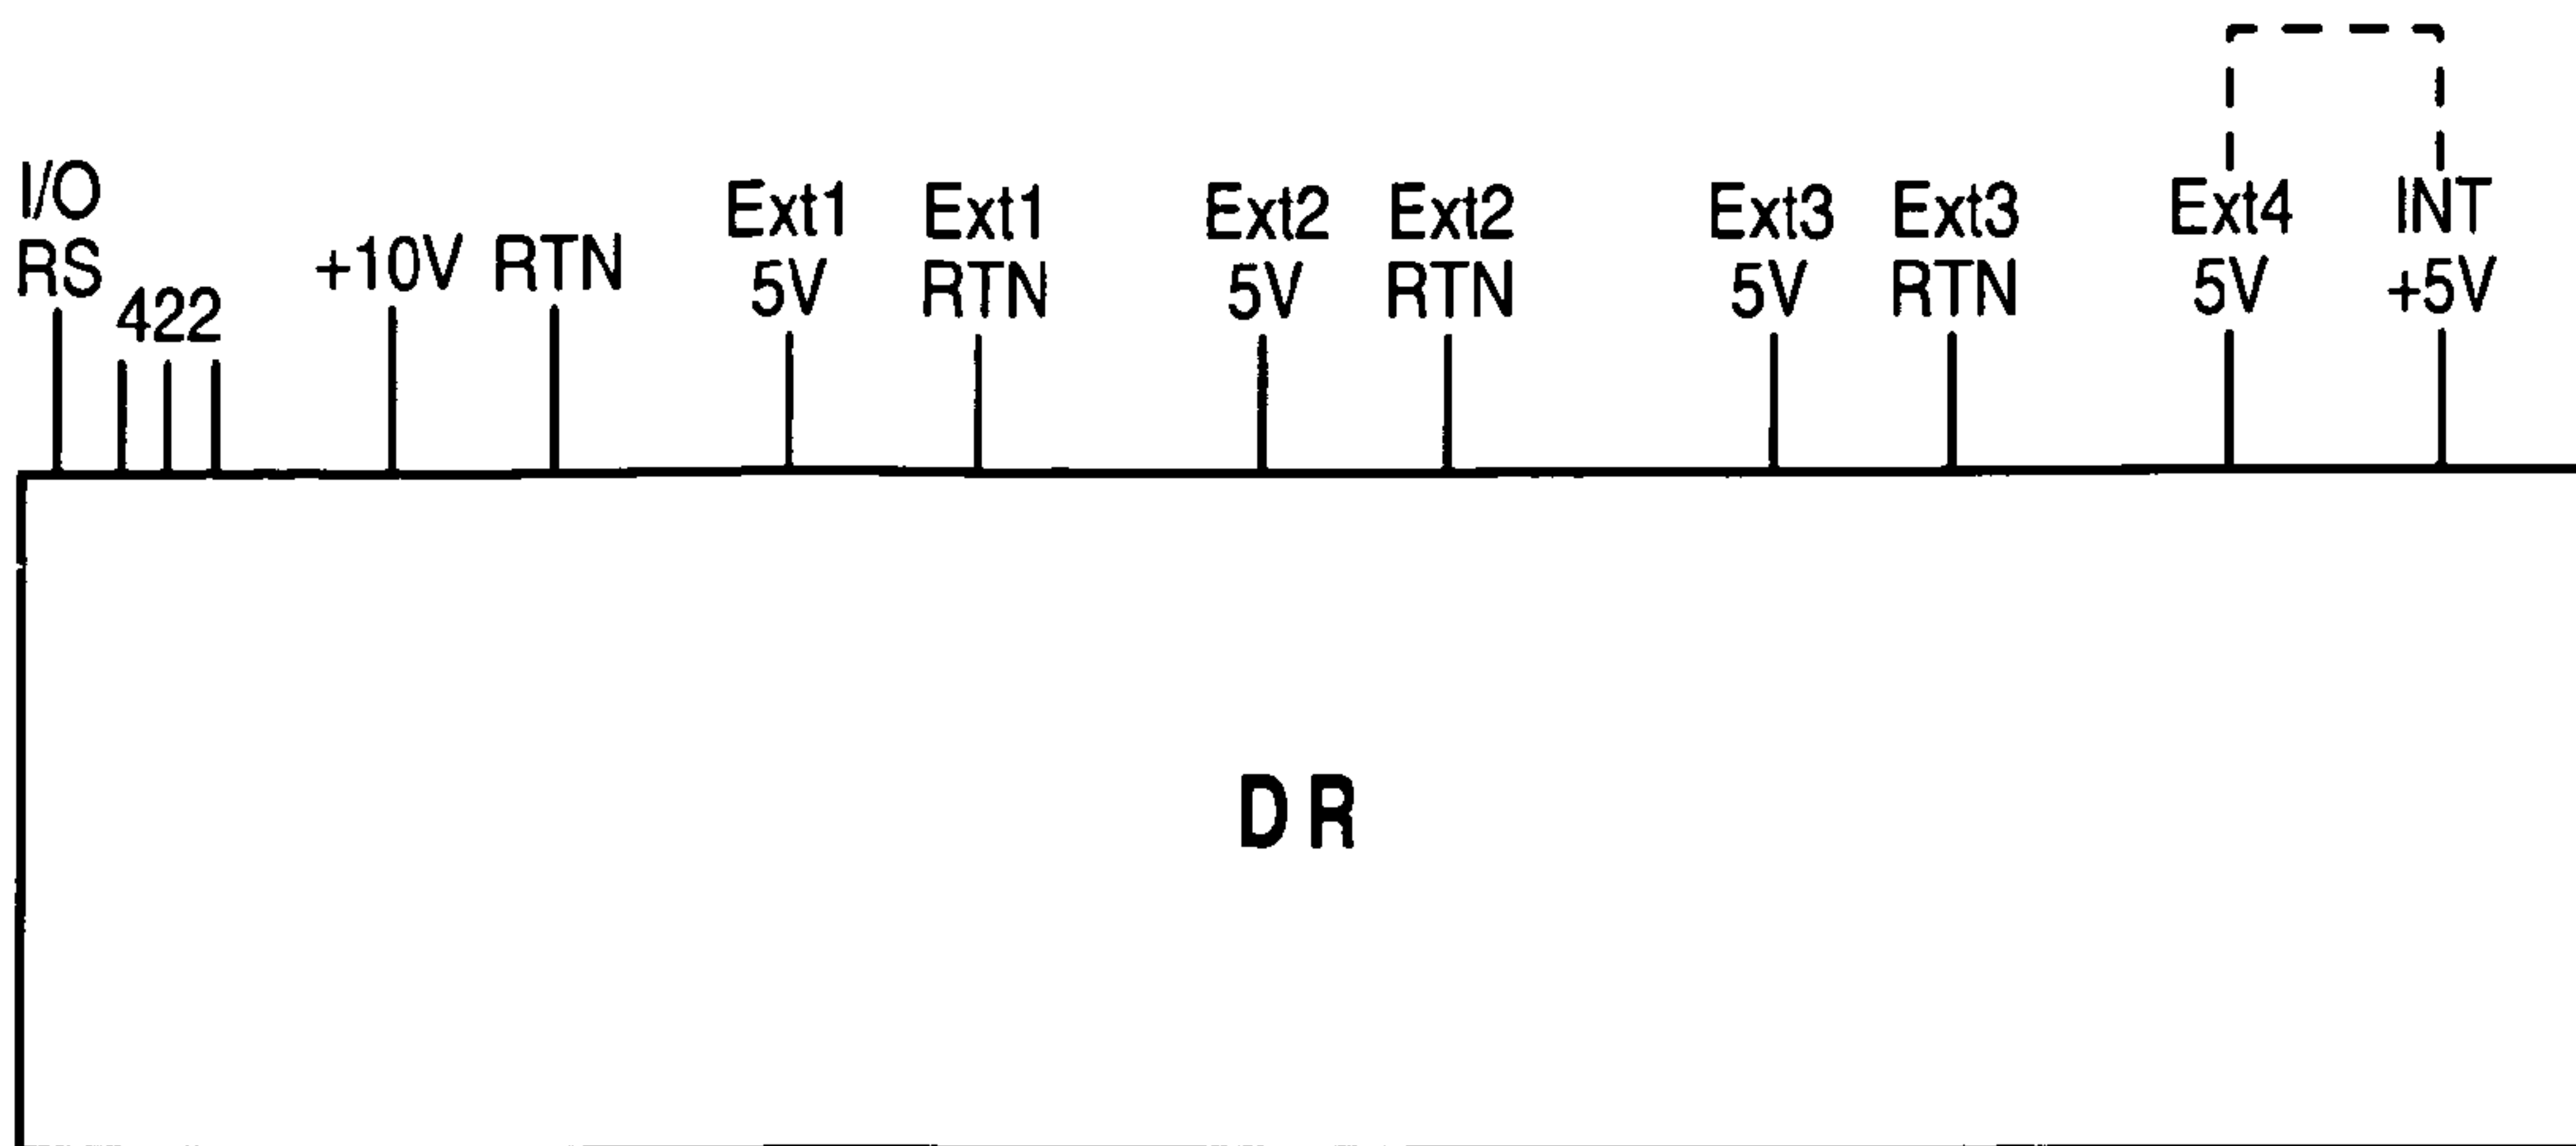 I/O
RS
422
+10V
RTN
Ext1
5V
Ext1
RTN
Ext2
5V
Ext2
RTN
Ext3
5V
Ext3
RTN
Ext4
5V
INT
+5V
DR